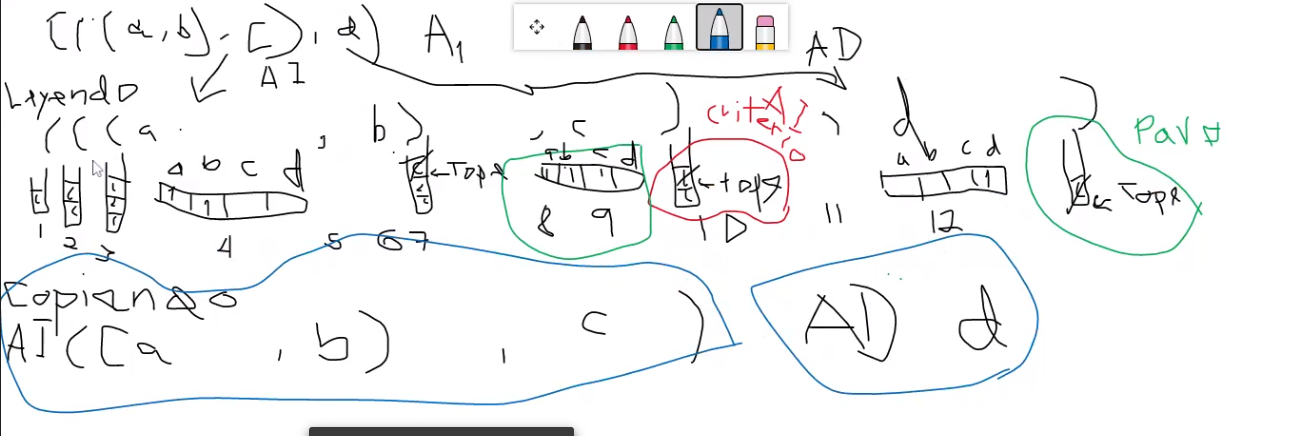 (((a,b),c),d) A1 AD
AI
Leyendo
(((a , b) , c ) criterio AI , d ) Para
a b c d Tope a b c d tope a b c d Tope
1 2 3 4 5 6 7 8 9 10 11 12
Copiando
AI ((a , b) , c ) AD d